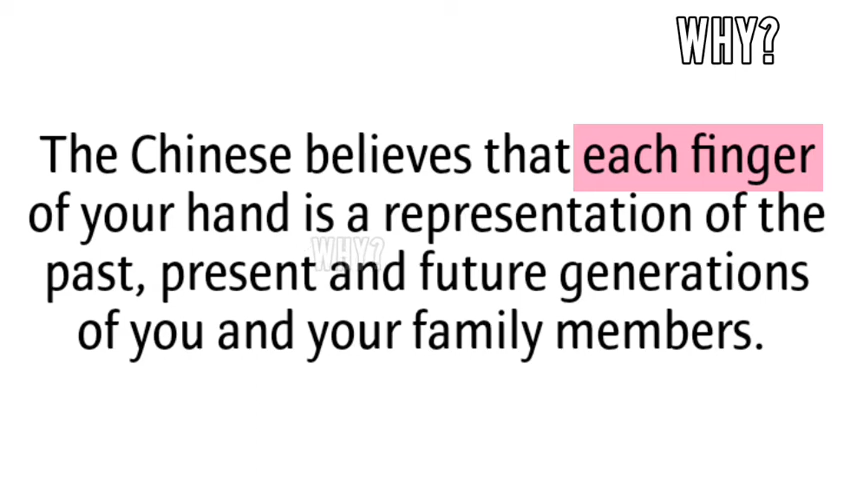 WHY?
The Chinese believes that each finger
of your hand is a representation of the
past, present and future generations
of you and your family members.
WHY?